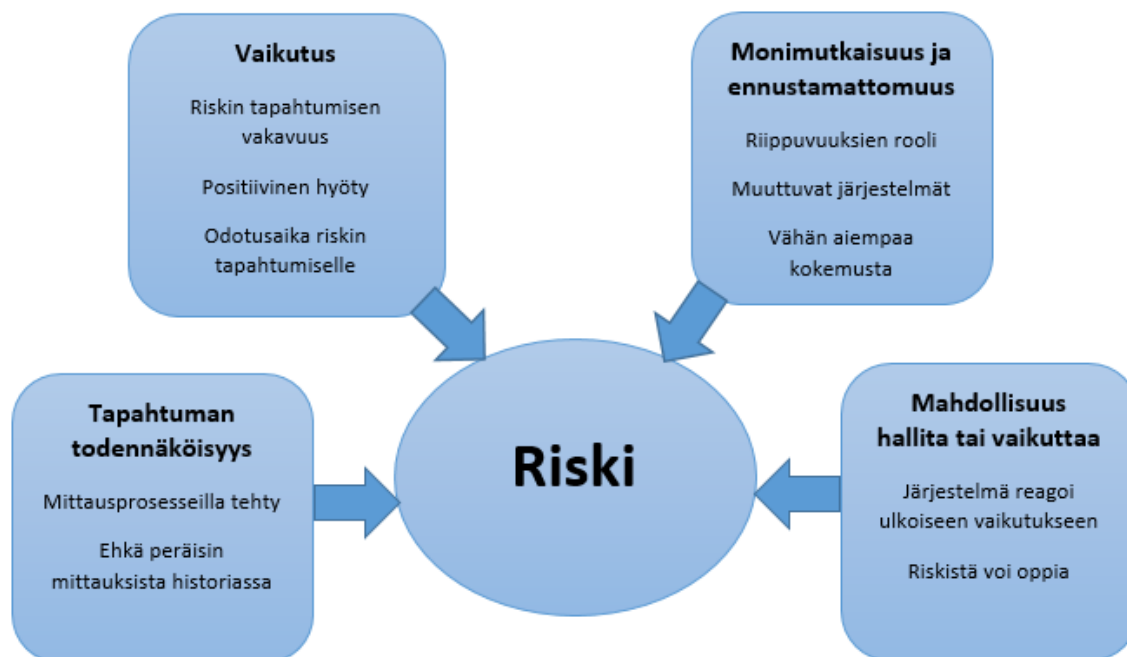 Vaikutus
Riskin tapahtumisen
vakavuus
Positiivinen hyöty
Odotusaika riskin
tapahtumiselle
Monimutkaisuus ja
ennustamattomuus
Riippuvuuksien rooli
Muuttuvat järjestelmät
Vähän aiempaa
kokemusta
Tapahtuman
todennäköisyys
Mittausprosesseilla tehty
Ehkä peräisin
mittauksista historiassa
Riski
Mahdollisuus
hallita tai vaikuttaa
Järjestelmä reagoi
ulkoiseen vaikutukseen
Riskistä voi oppia